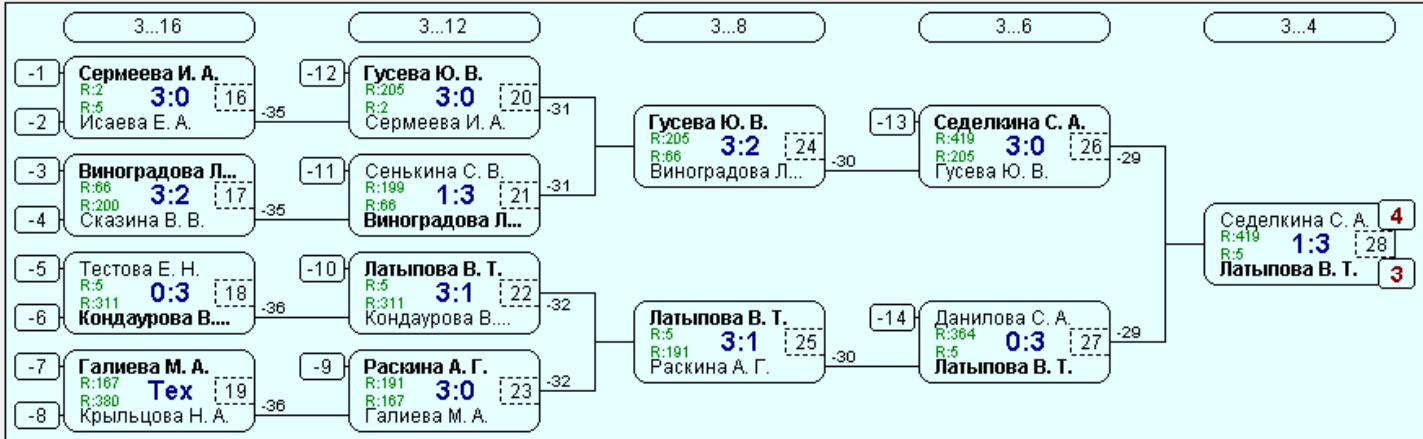 3...16
3...12
3...8
3...6
3...4
-1
Сермеева И. А.
R:2
3:0
16
R:5
-2
Исаева Е. А.
-35
-3
Виноградова Л...
R:66
3:2
17
R:200
-4
Сказина В. В.
-35
-5
Тестова Е. Н.
R:5
0:3
18
R:311
-6
Кондаурова В....
-36
-7
Галиева М. А.
R:167
Тех
19
R:380
-8
Крыльцова Н. А.
-36
-12
Гусева Ю. В.
R:205
3:0
20
R:2
Сермеева И. А.
-31
-11
Сенькина С. В.
R:199
1:3
21
R:66
Виноградова Л...
-31
-10
Латыпова В. Т.
R:5
3:1
22
R:311
Кондаурова В....
-32
-9
Раскина А. Г.
R:191
3:0
23
R:167
Галиева М. А.
-32
Гусева Ю. В.
R:205
3:2
24
R:66
Виноградова Л...
-30
Латыпова В. Т.
R:5
3:1
25
R:191
Раскина А. Г.
-30
-13
Седелкина С. А.
R:419
3:0
26
R:205
Гусева Ю. В.
-29
-14
Данилова С. А.
R:364
0:3
27
R:5
Латыпова В. Т.
-29
Седелкина С. А.
4
R:419
1:3
28
R:5
Латыпова В. Т.
3